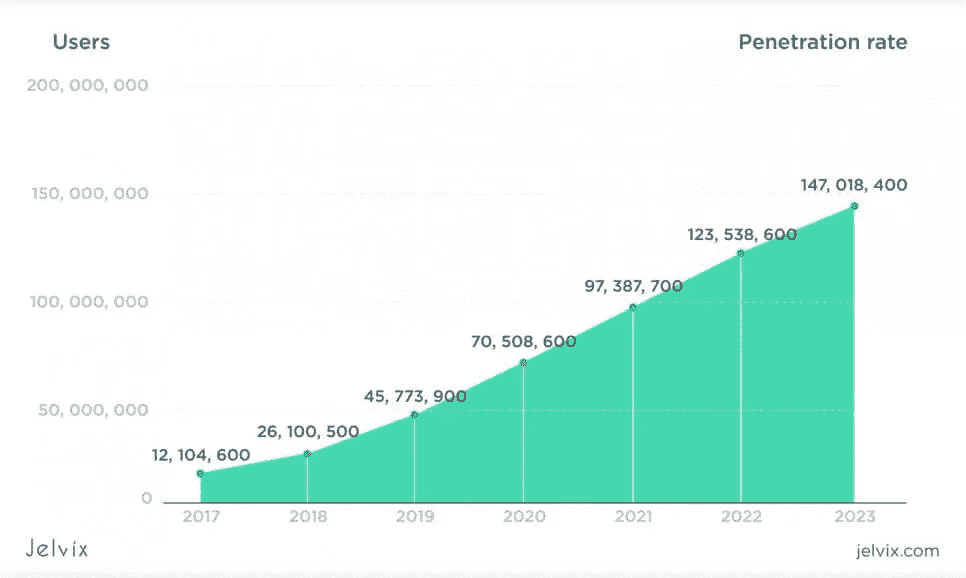 Users Penetration rate
200, 000, 000
150, 000, 000
147, 018, 400
123, 538, 600
100, 000, 000
97, 387, 700
70, 508, 600
50, 000, 000
45, 773, 900
26, 100, 500
12, 104, 600
0
2017 2018 2019 2020 2021 2022 2023
Jelvix jelvix.com